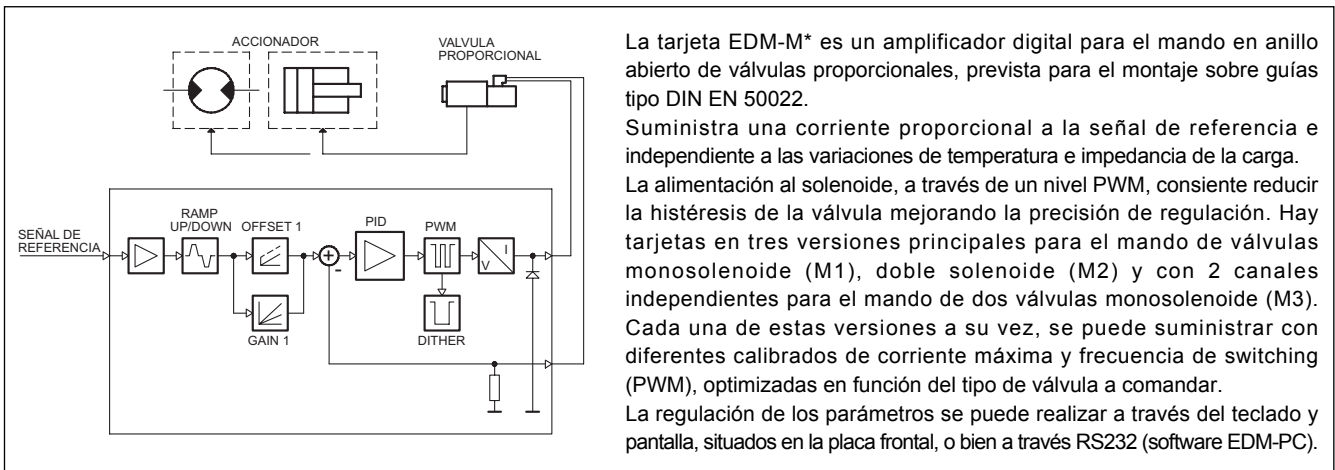 ACCIONADOR
VALVULA
PROPORCIONAL
SEÑAL DE
REFERENCIA
RAMP
UP/DOWN
OFFSET 1
PID
PWM
I
V
-
GAIN 1
DITHER
La tarjeta EDM-M* es un amplificador digital para el mando en anillo
abierto de válvulas proporcionales, prevista para el montaje sobre guías
tipo DIN EN 50022.
Suministra una corriente proporcional a la señal de referencia e
independiente a las variaciones de temperatura e impedancia de la carga.
La alimentación al solenoide, a través de un nivel PWM, consiente reducir
la histéresis de la válvula mejorando la precisión de regulación. Hay
tarjetas en tres versiones principales para el mando de válvulas
monosolenoide (M1), doble solenoide (M2) y con 2 canales
independientes para el mando de dos válvulas monosolenoide (M3).
Cada una de estas versiones a su vez, se puede suministrar con
diferentes calibrados de corriente máxima y frecuencia de switching
(PWM), optimizadas en función del tipo de válvula a comandar.
La regulación de los parámetros se puede realizar a través del teclado y
pantalla, situados en la placa frontal, o bien a través RS232 (software EDM-PC).